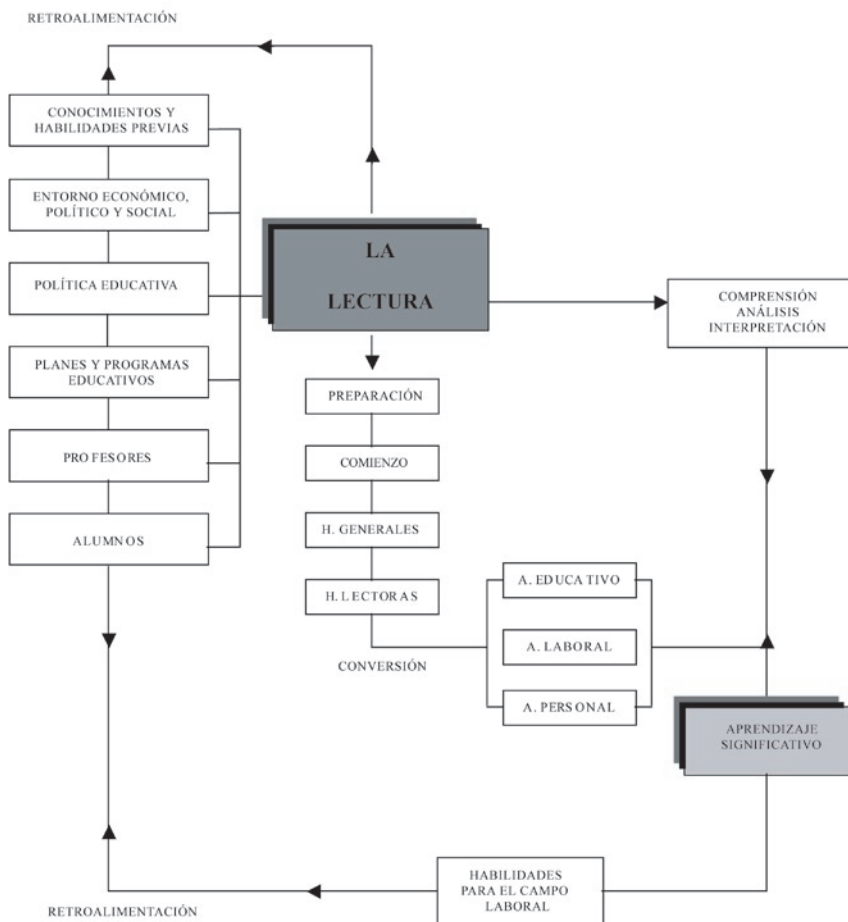 RETROALIMENTACIÓN
CONOCIMIENTOS Y
HABILIDADES PREVIAS
ENTORNO ECONÓMICO,
POLÍTICO Y SOCIAL
POLÍTICA EDUCATIVA
PLANES Y PROGRAMAS
EDUCATIVOS
PROFESORES
ALUMNOS
LA
LECTURA
COMPRENSIÓN
ANÁLISIS
INTERPRETACIÓN
PREPARACIÓN
COMIENZO
H. GENERALES
H. LECTORAS
CONVERSIÓN
A. EDUCATIVO
A. LABORAL
A. PERSONAL
APRENDIZAJE
SIGNIFICATIVO
HABILIDADES
PARA EL CAMPO
LABORAL
RETROALIMENTACIÓN